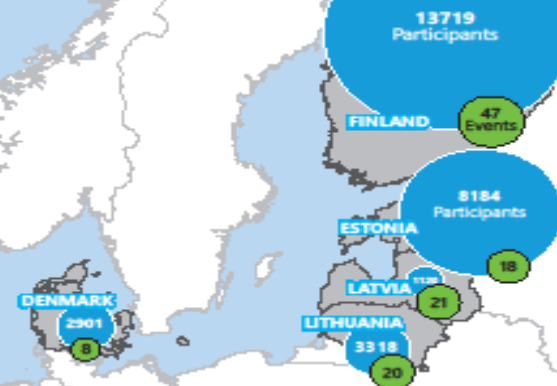 13719
Participants
FINLAND
47
Events
8184
Participants
ESTONIA
18
LATVIA
21
DENMARK
2901
8
LITHUANIA
3318
20